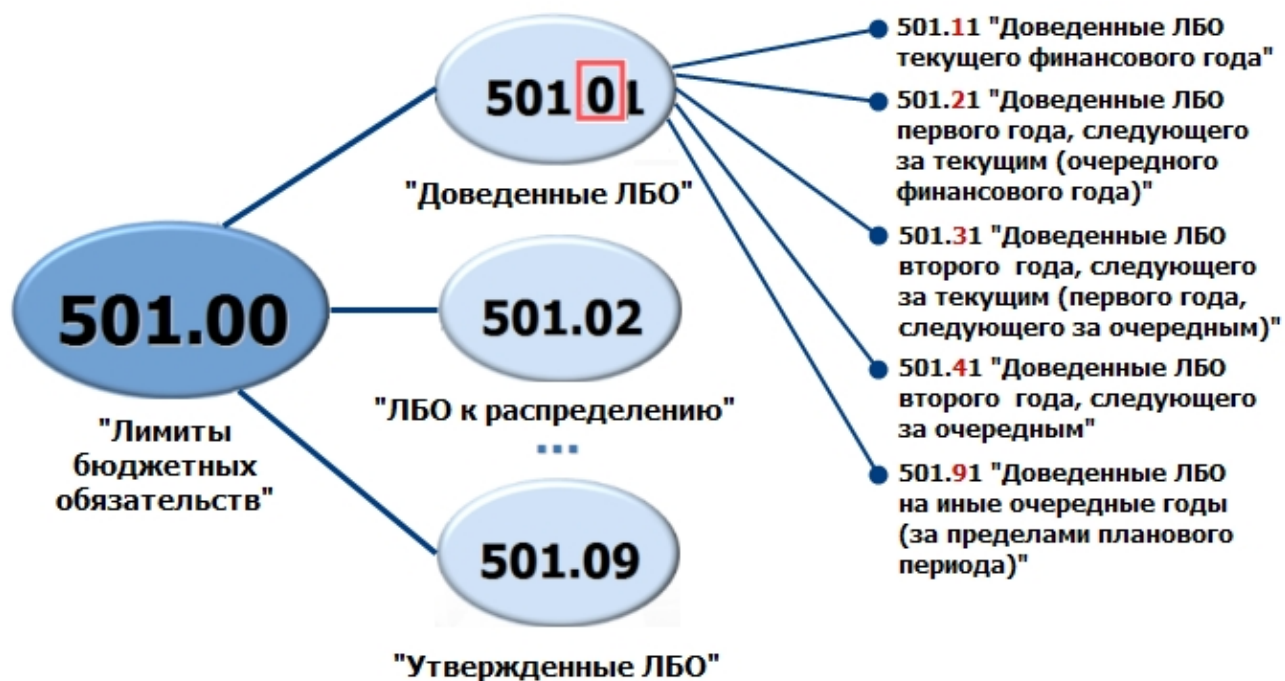 501.00
"Лимиты
бюджетных
обязательств"
501 01
"Доведенные ЛБО"
501.02
"ЛБО к распределению"
...
501.09
"Утвержденные ЛБО"
501.11 "Доведенные ЛБО
текущего финансового года"
501.21 "Доведенные ЛБО
первого года, следующего
за текущим (очередного
финансового года)"
501.31 "Доведенные ЛБО
второго года, следующего
за текущим (первого года,
следующего за очередным)"
501.41 "Доведенные ЛБО
второго года, следующего
за очередным"
501.91 "Доведенные ЛБО
на иные очередные годы
(за пределами планового
периода)"